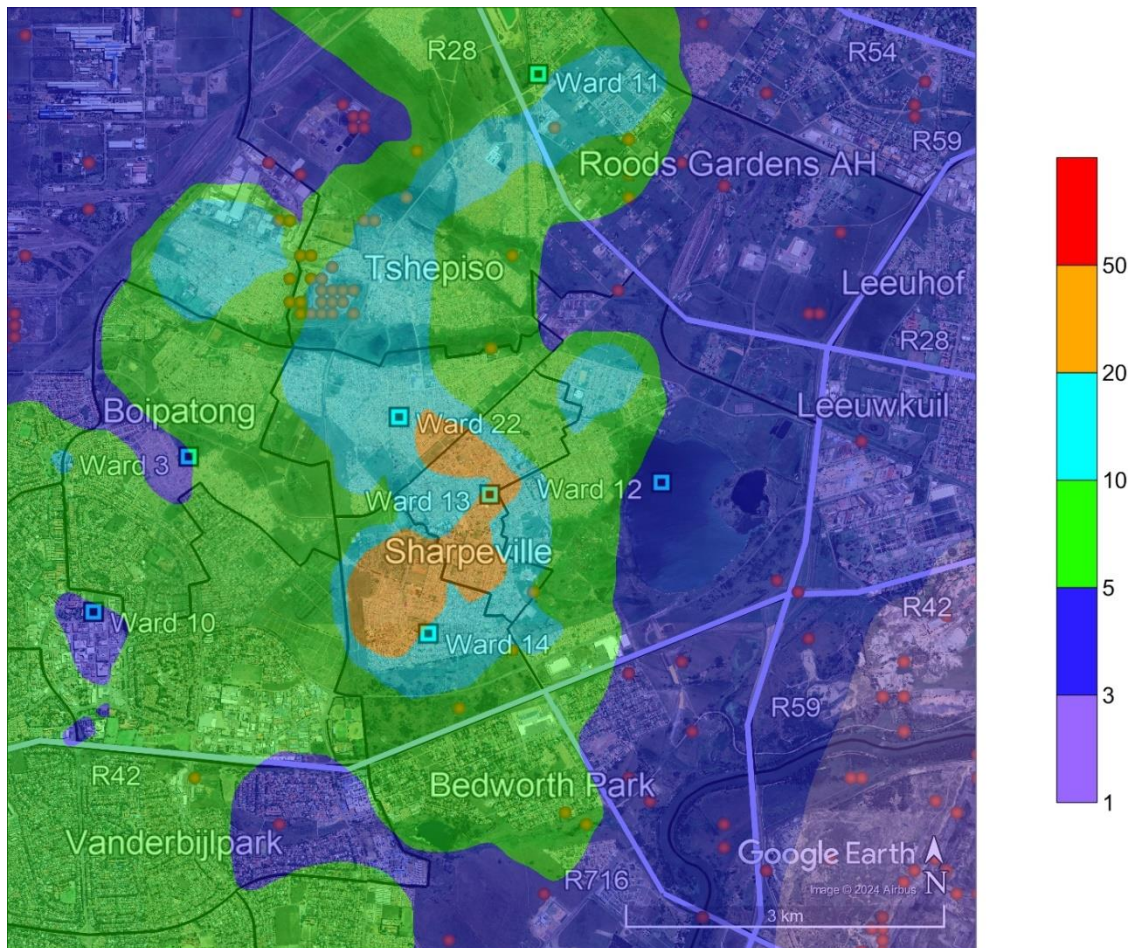 R28
R54
Ward 11
R59
Roods Gardens AH
Tshepiso
Leeuhof
R28
Boipatong
Ward 22
Leeuwkuil
Ward 3
Ward 13
Ward 12
Sharpeville
R42
Ward 10
Ward 14
R59
R42
Bedworth Park
Vanderbijlpark
Google Earth
R716
Image © 2024 Airbus
N
3 km
50
20
10
5
3
1